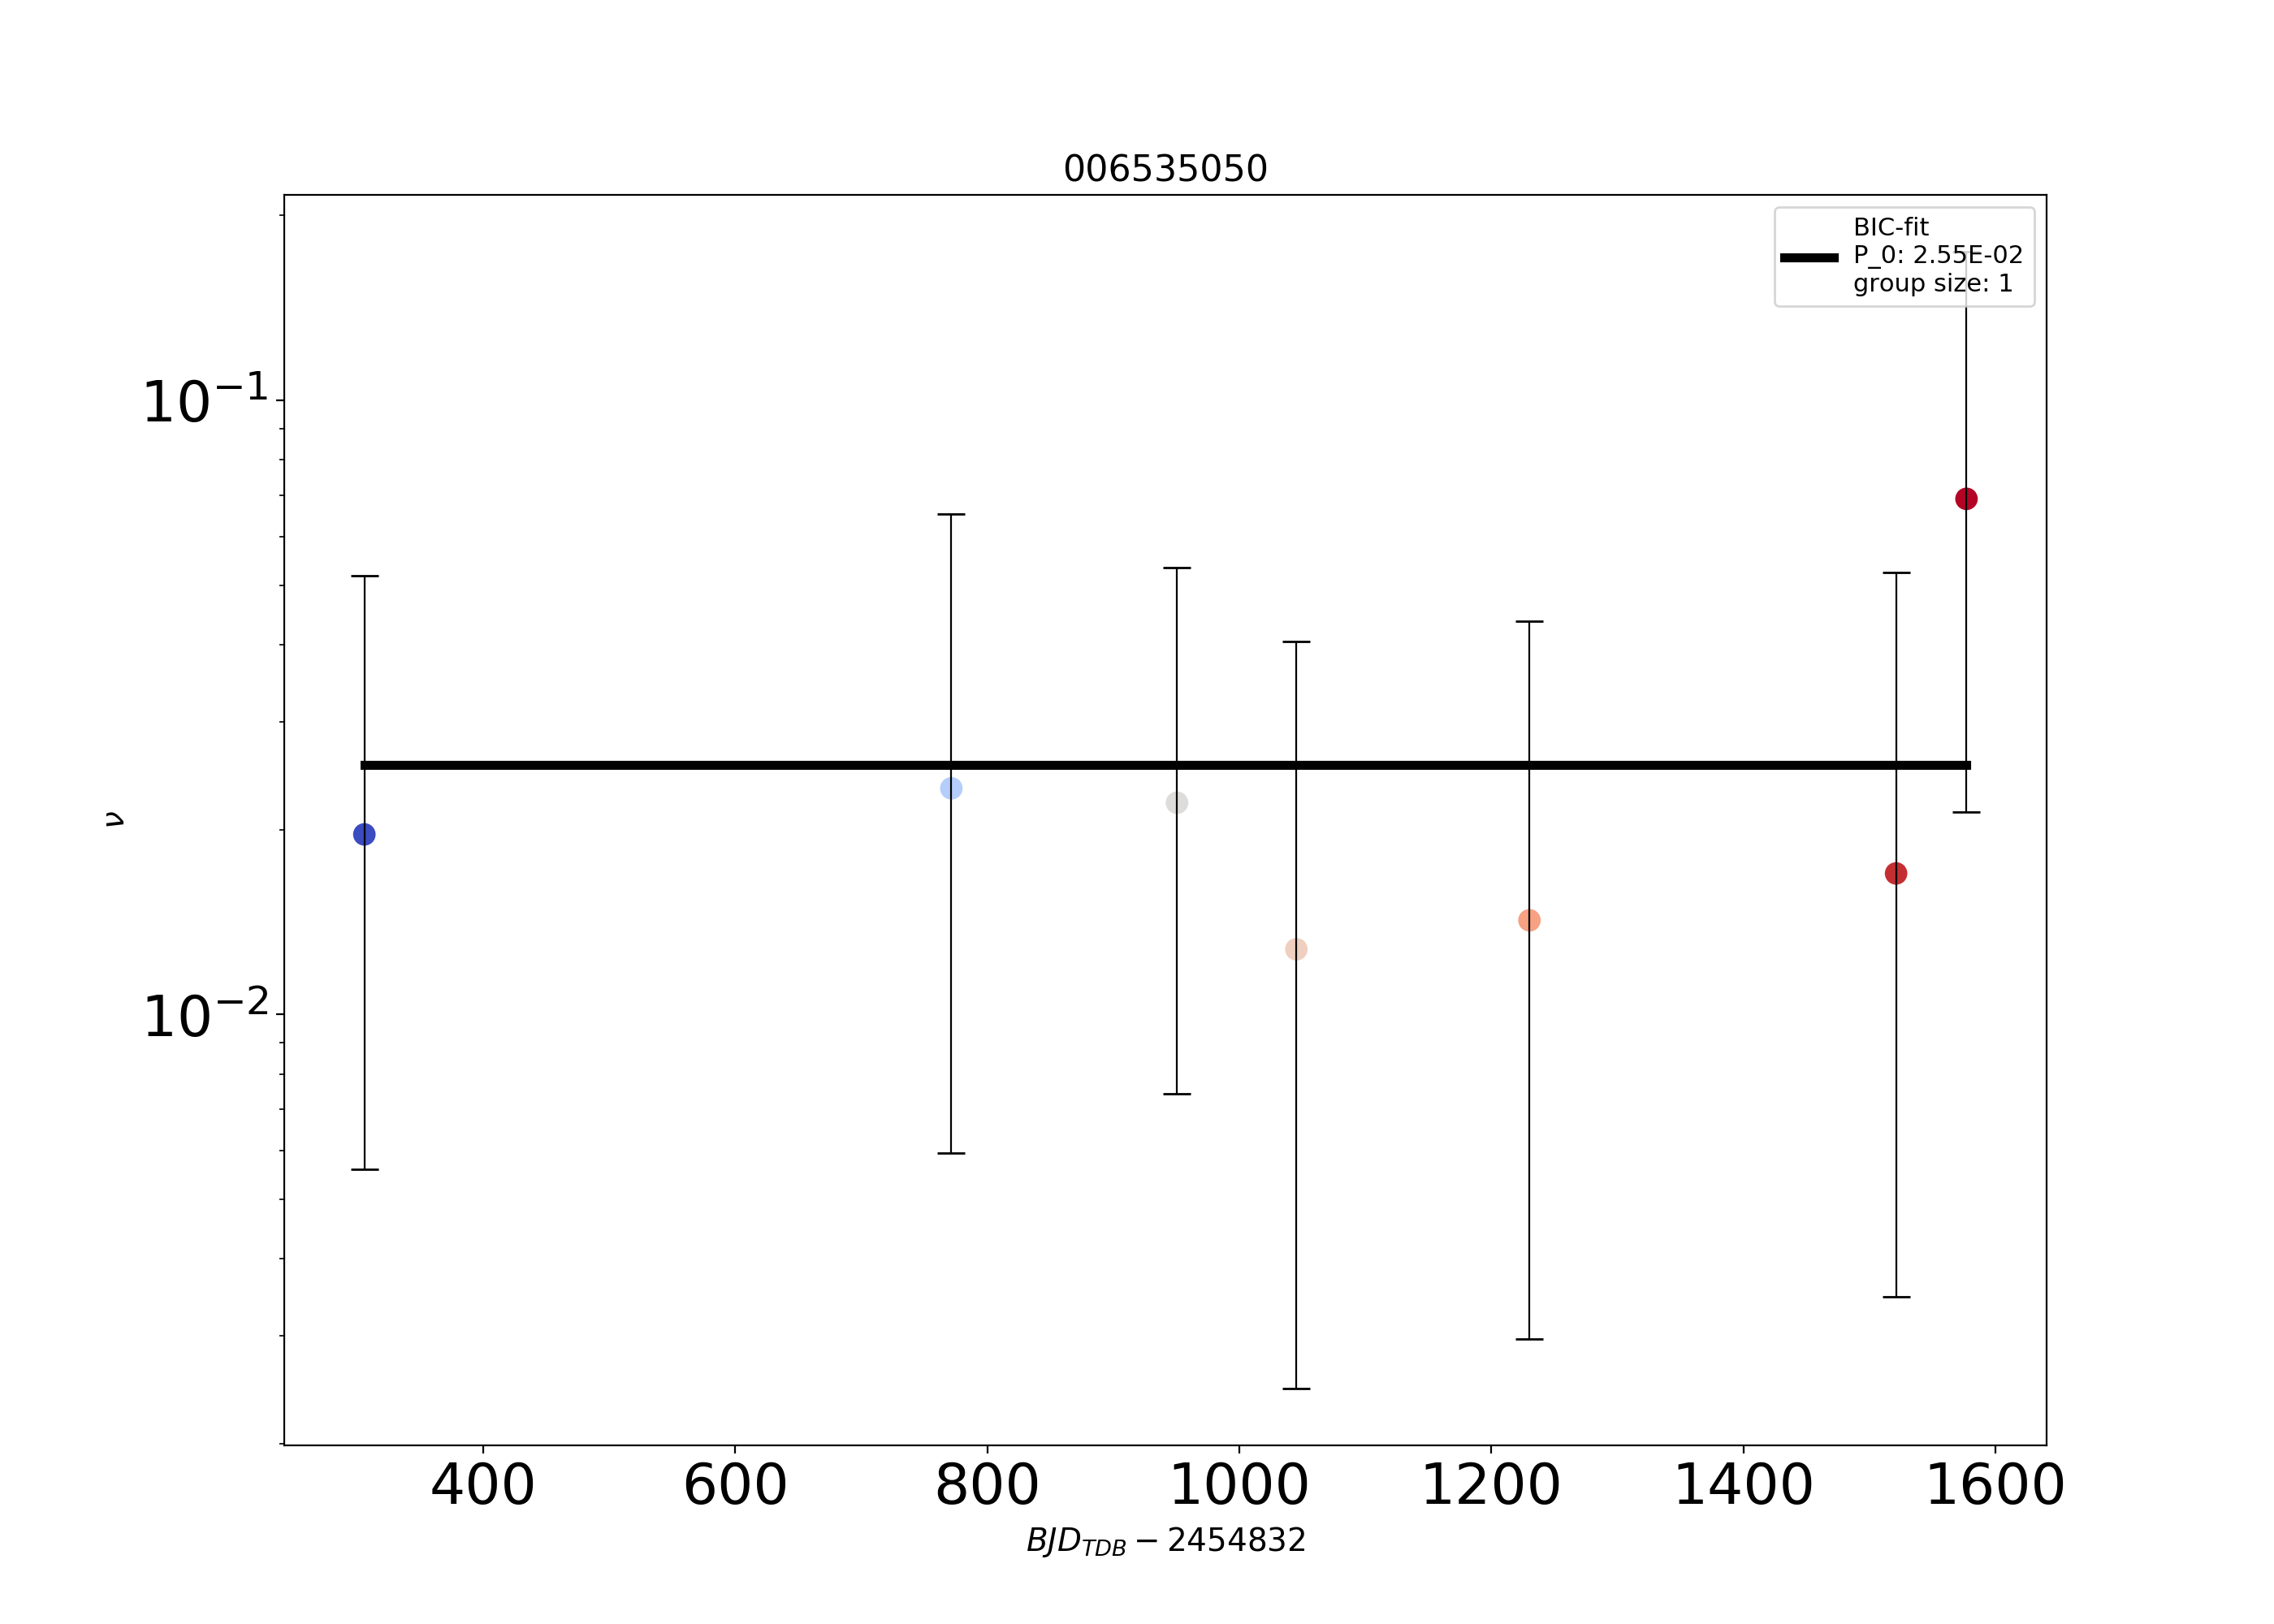 006535050
BIC-fit
P_0: 2.55E-02
group size: 1
10⁻¹
10⁻²
ν
400 600 800 1000 1200 1400 1600
BJD_TDB − 2454832